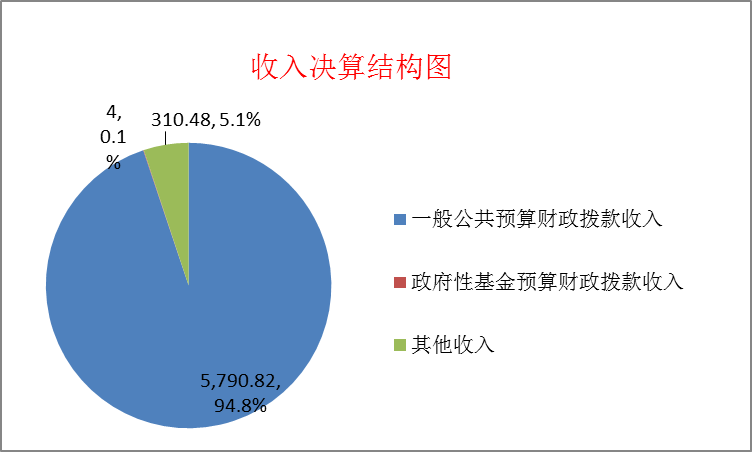 收入决算结构图
4,
0.1
%
310.48, 5.1%
5,790.82,
94.8%
一般公共预算财政拨款收入
政府性基金预算财政拨款收入
其他收入